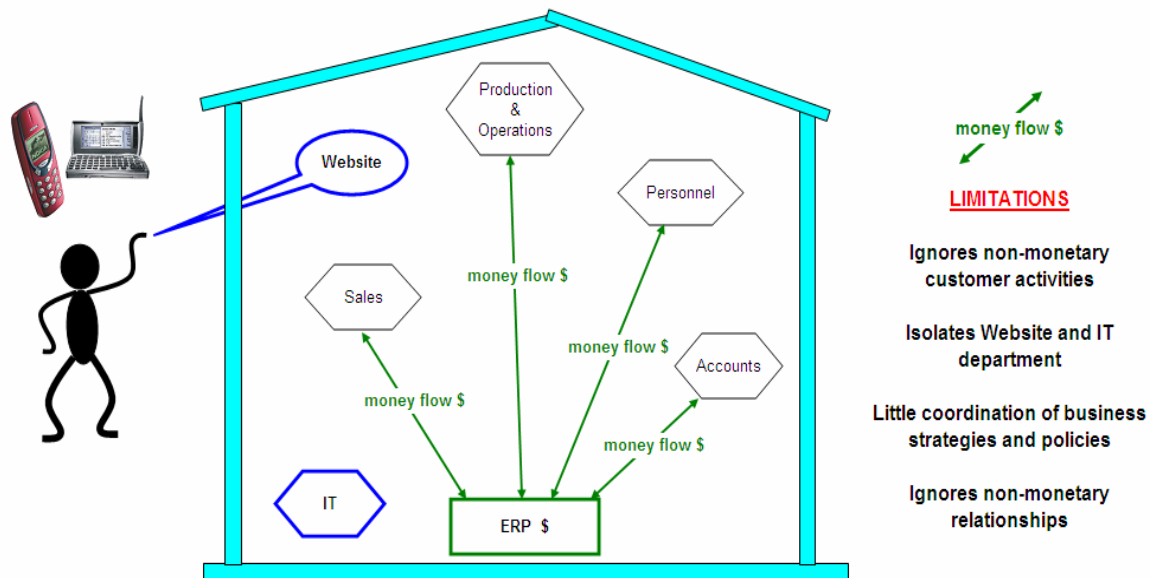 Production
&
Operations
Website
Personnel
Sales
Accounts
money flow $
money flow $
money flow $
money flow $
IT
ERP $
money flow $
LIMITATIONS
Ignores non-monetary
customer activities
Isolates Website and IT
department
Little coordination of business
strategies and policies
Ignores non-monetary
relationships